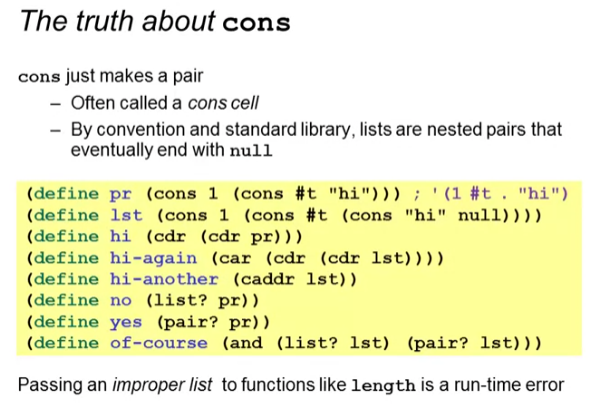 The truth about cons
cons just makes a pair
– Often called a cons cell
– By convention and standard library, lists are nested pairs that
eventually end with null
(define pr (cons 1 (cons #t "hi"))) ; '(1 #t . "hi")
(define lst (cons 1 (cons #t (cons "hi" null))))
(define hi (cdr (cdr pr)))
(define hi-again (car (cdr (cdr lst))))
(define hi-another (caddr lst))
(define no (list? pr))
(define yes (pair? pr))
(define of-course (and (list? lst) (pair? lst)))
Passing an improper list to functions like length is a run-time error